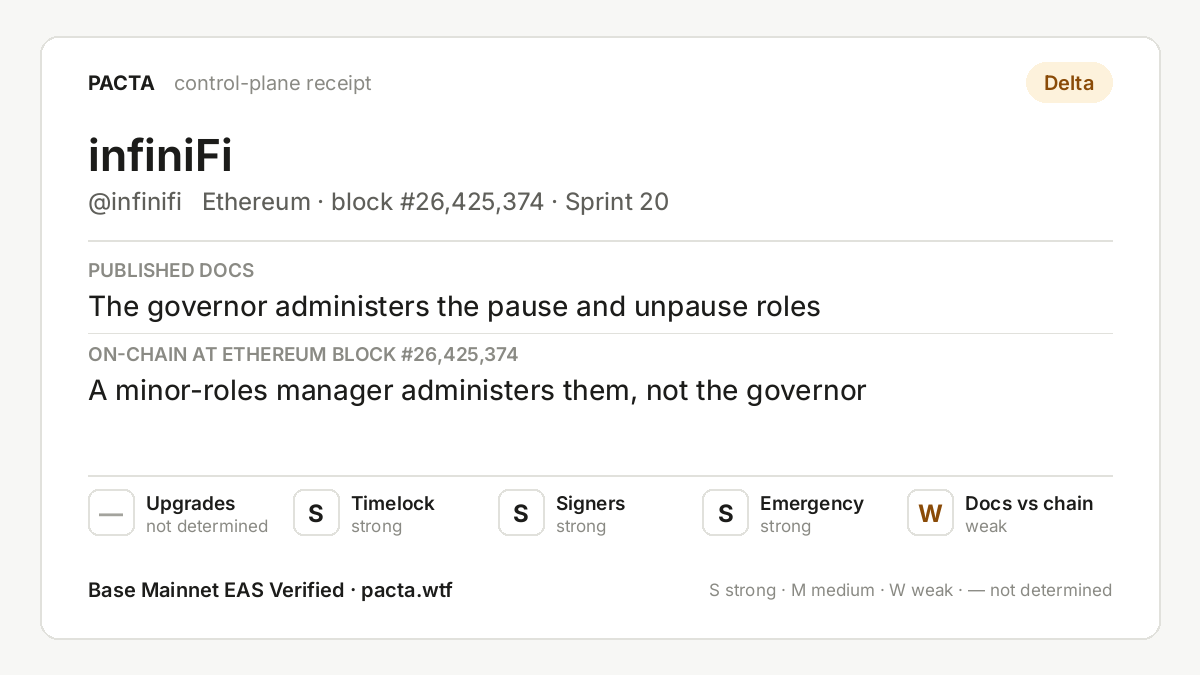 PACTA control-plane receipt Delta
infiniFi
@infinifi Ethereum · block #26,425,374 · Sprint 20
PUBLISHED DOCS
The governor administers the pause and unpause roles
ON-CHAIN AT ETHEREUM BLOCK #26,425,374
A minor-roles manager administers them, not the governor
— Upgrades not determined
S Timelock strong
S Signers strong
S Emergency strong
W Docs vs chain weak
Base Mainnet EAS Verified · pacta.wtf
S strong · M medium · W weak · — not determined